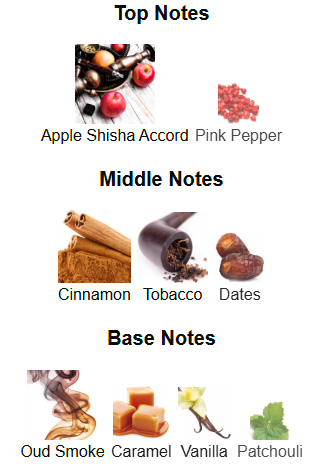 Top Notes
Apple Shisha Accord Pink Pepper
Middle Notes
Cinnamon Tobacco Dates
Base Notes
Oud Smoke Caramel Vanilla Patchouli